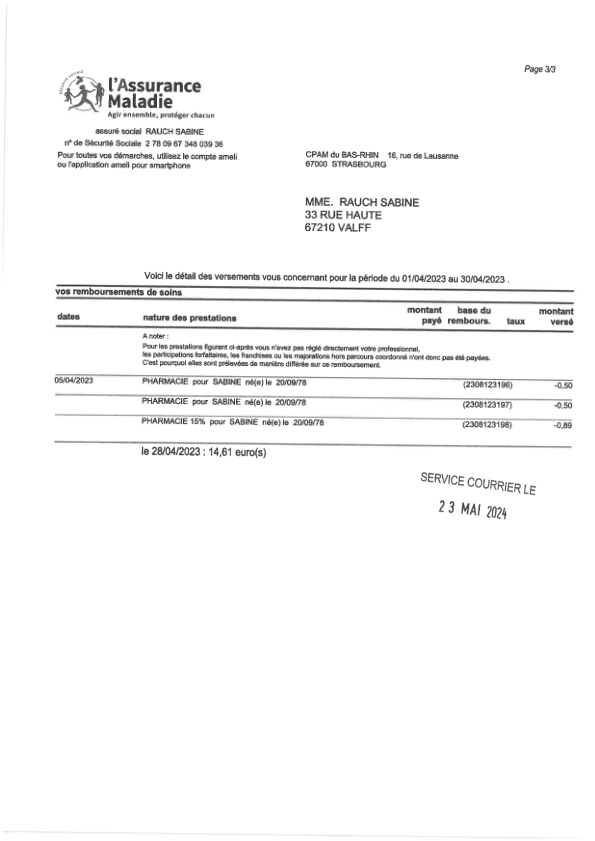 Page 3/3
SÉCURITÉ SOCIALE
l'Assurance
Maladie
Agir ensemble, protéger chacun
assuré social RAUCH SABINE
n° de Sécurité Sociale 2 78 09 67 348 039 36
Pour toutes vos démarches, utilisez le compte ameli
ou l'application ameli pour smartphone
CPAM du BAS-RHIN 16, rue de Lausanne
67000 STRASBOURG
MME. RAUCH SABINE
33 RUE HAUTE
67210 VALFF
Voici le détail des versements vous concernant pour la période du 01/04/2023 au 30/04/2023 .
vos remboursements de soins
dates nature des prestations montant payé base du rembours. taux montant versé
A noter :
Pour les prestations figurant ci-après vous n'avez pas réglé directement votre professionnel,
les participations forfaitaires, les franchises ou les majorations hors parcours coordonné n'ont donc pas été payées.
C'est pourquoi elles sont prélevées de manière différée sur ce remboursement.
05/04/2023 PHARMACIE pour SABINE né(e) le 20/09/78 (2308123196) -0,50
PHARMACIE pour SABINE né(e) le 20/09/78 (2308123197) -0,50
PHARMACIE 15% pour SABINE né(e) le 20/09/78 (2308123198) -0,89
le 28/04/2023 : 14,61 euro(s)
SERVICE COURRIER LE
23 MAI 2024